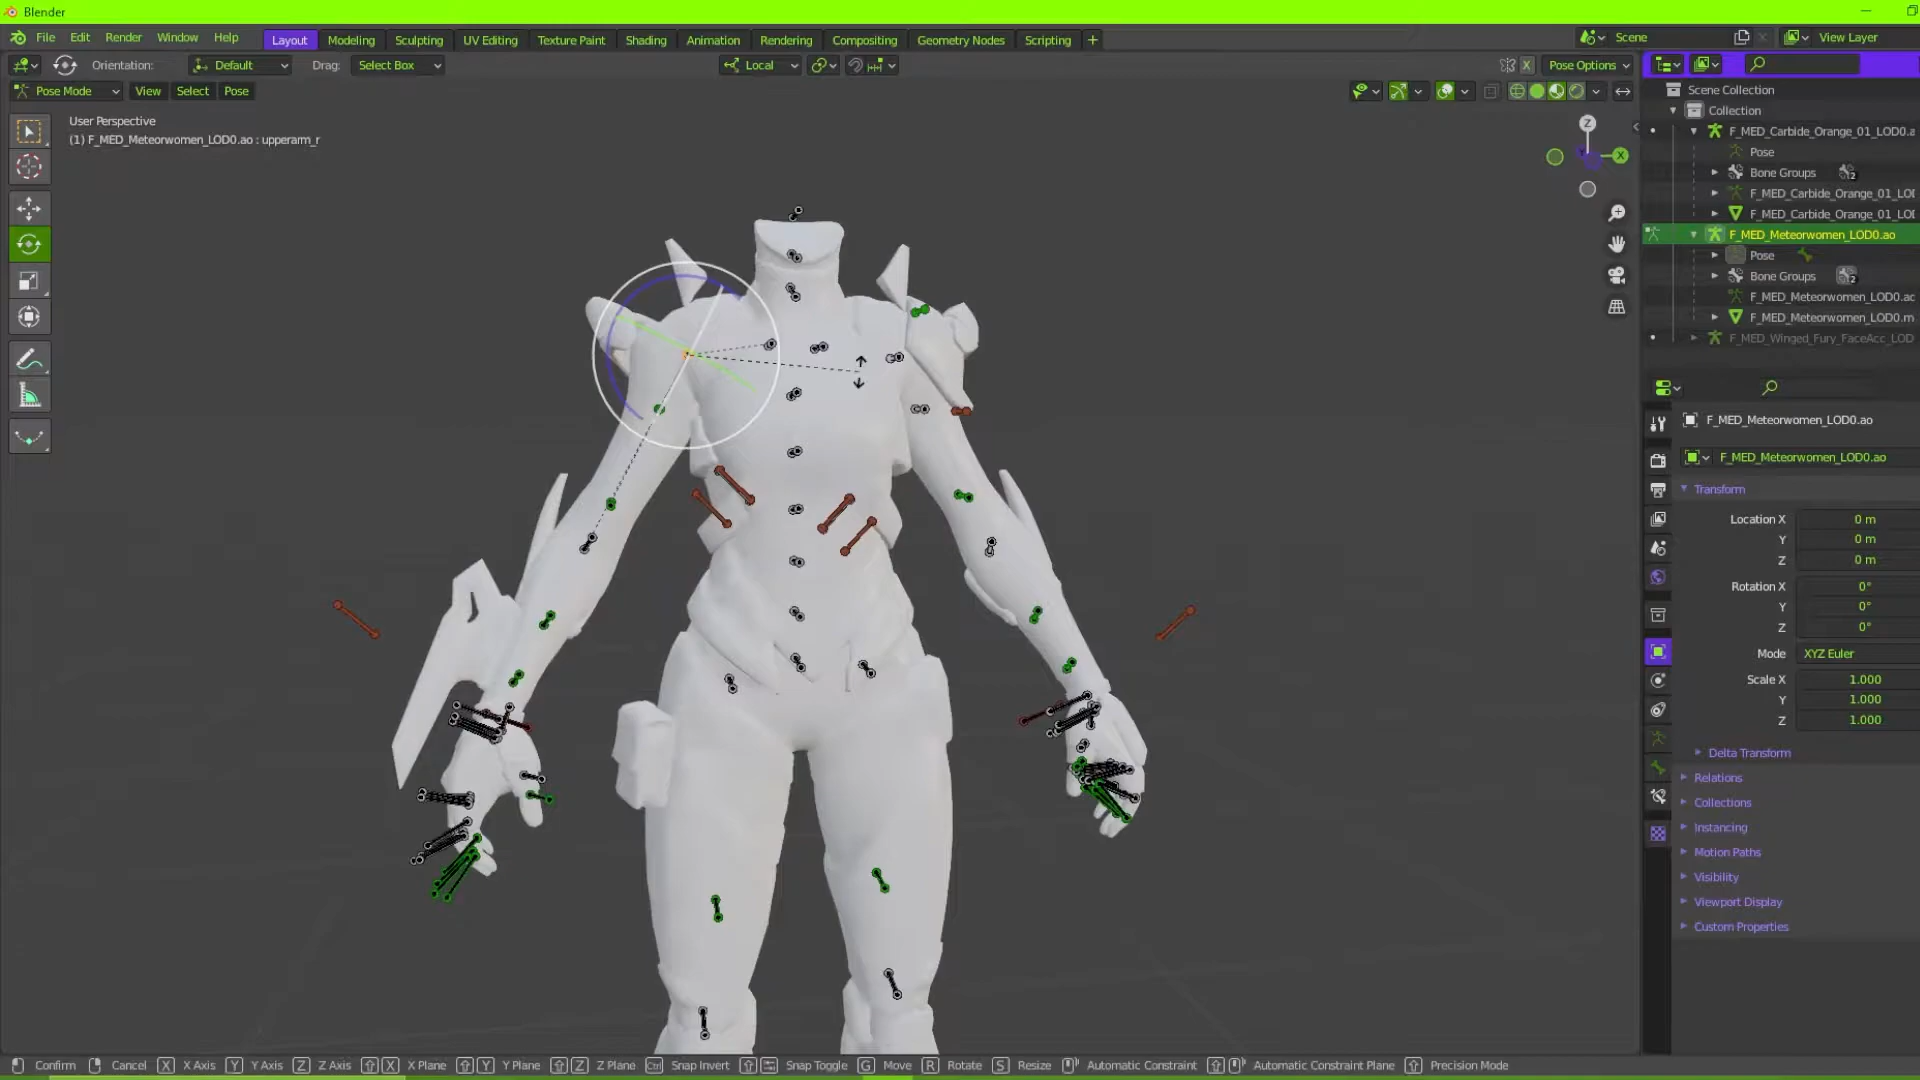 Blender
File Edit Render Window Help Layout Modeling Sculpting UV Editing Texture Paint Shading Animation Rendering Compositing Geometry Nodes Scripting + Scene View Layer
Orientation: Default Drag: Select Box Local X Pose Options
Pose Mode View Select Pose
User Perspective
(1) F_MED_Meteorwomen_LOD0.ao : upperarm_r
Z
X
Scene Collection
Collection
F_MED_Carbide_Orange_01_LOD0.a
Pose
Bone Groups 2
F_MED_Carbide_Orange_01_LOI
F_MED_Carbide_Orange_01_LOI
F_MED_Meteorwomen_LOD0.ao
Pose
Bone Groups 2
F_MED_Meteorwomen_LOD0.ac
F_MED_Meteorwomen_LOD0.m
F_MED_Winged_Fury_FaceAcc_LOD
F_MED_Meteorwomen_LOD0.ao
F_MED_Meteorwomen_LOD0.ao
Transform
Location X 0 m
Y 0 m
Z 0 m
Rotation X 0°
Y 0°
Z 0°
Mode XYZ Euler
Scale X 1.000
Y 1.000
Z 1.000
Delta Transform
Relations
Collections
Instancing
Motion Paths
Visibility
Viewport Display
Custom Properties
Confirm Cancel X X Axis Y Y Axis Z Z Axis X X Plane Y Y Plane Z Z Plane Ctrl Snap Invert Snap Toggle G Move R Rotate S Resize Automatic Constraint Automatic Constraint Plane Precision Mode